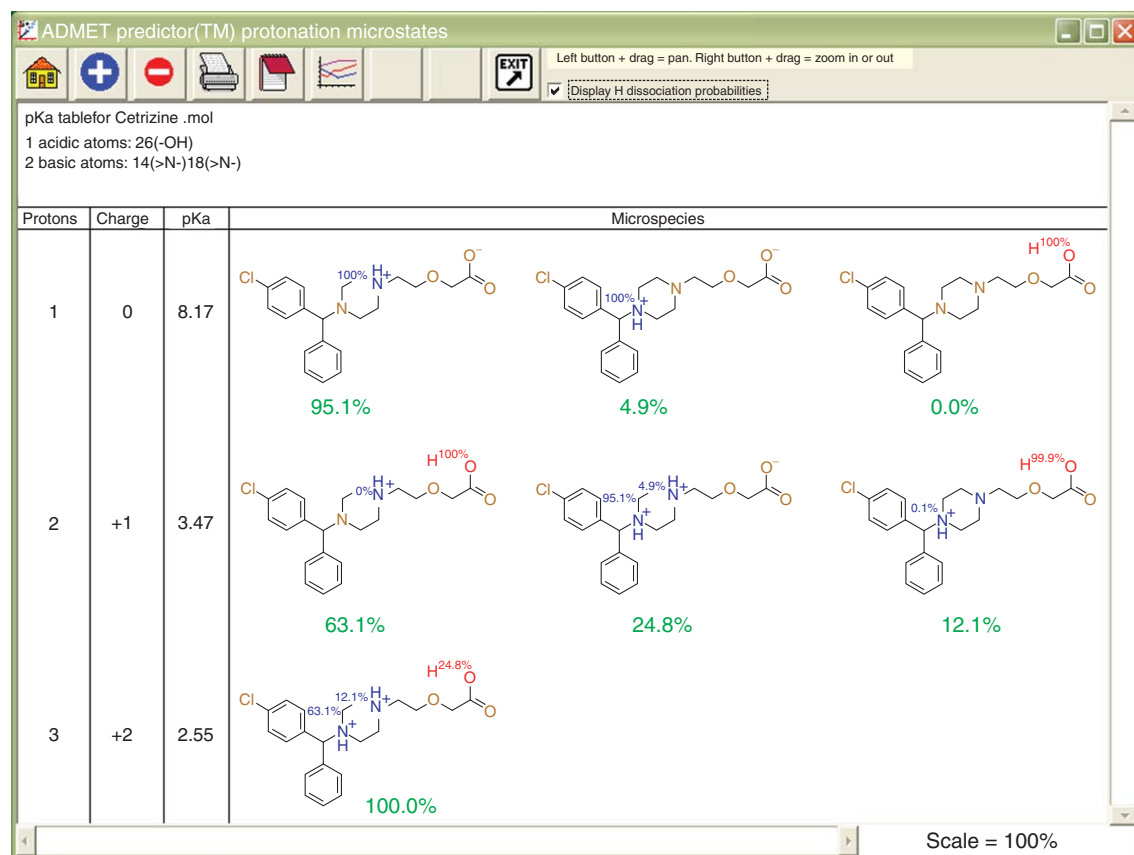 ADMET predictor(TM) protonation microstates
EXIT
Left button + drag = pan. Right button + drag = zoom in or out
Display H dissociation probabilities
pKa tablefor Cetrizine .mol
1 acidic atoms: 26(-OH)
2 basic atoms: 14(>N-)18(>N-)
Protons Charge pKa Microspecies
1 0 8.17
Cl 100% H N+ N O O− O
Cl 100% N+ H N O O− O
Cl N N O H100% O O
95.1% 4.9% 0.0%
2 +1 3.47
Cl 0% H N+ N O H100% O O
Cl 95.1% 4.9% H N+ N+ H O O− O
Cl 0.1% N N+ H O H99.9% O O
63.1% 24.8% 12.1%
3 +2 2.55
Cl 63.1% 12.1% H N+ N+ H O H24.8% O O
100.0%
Scale = 100%